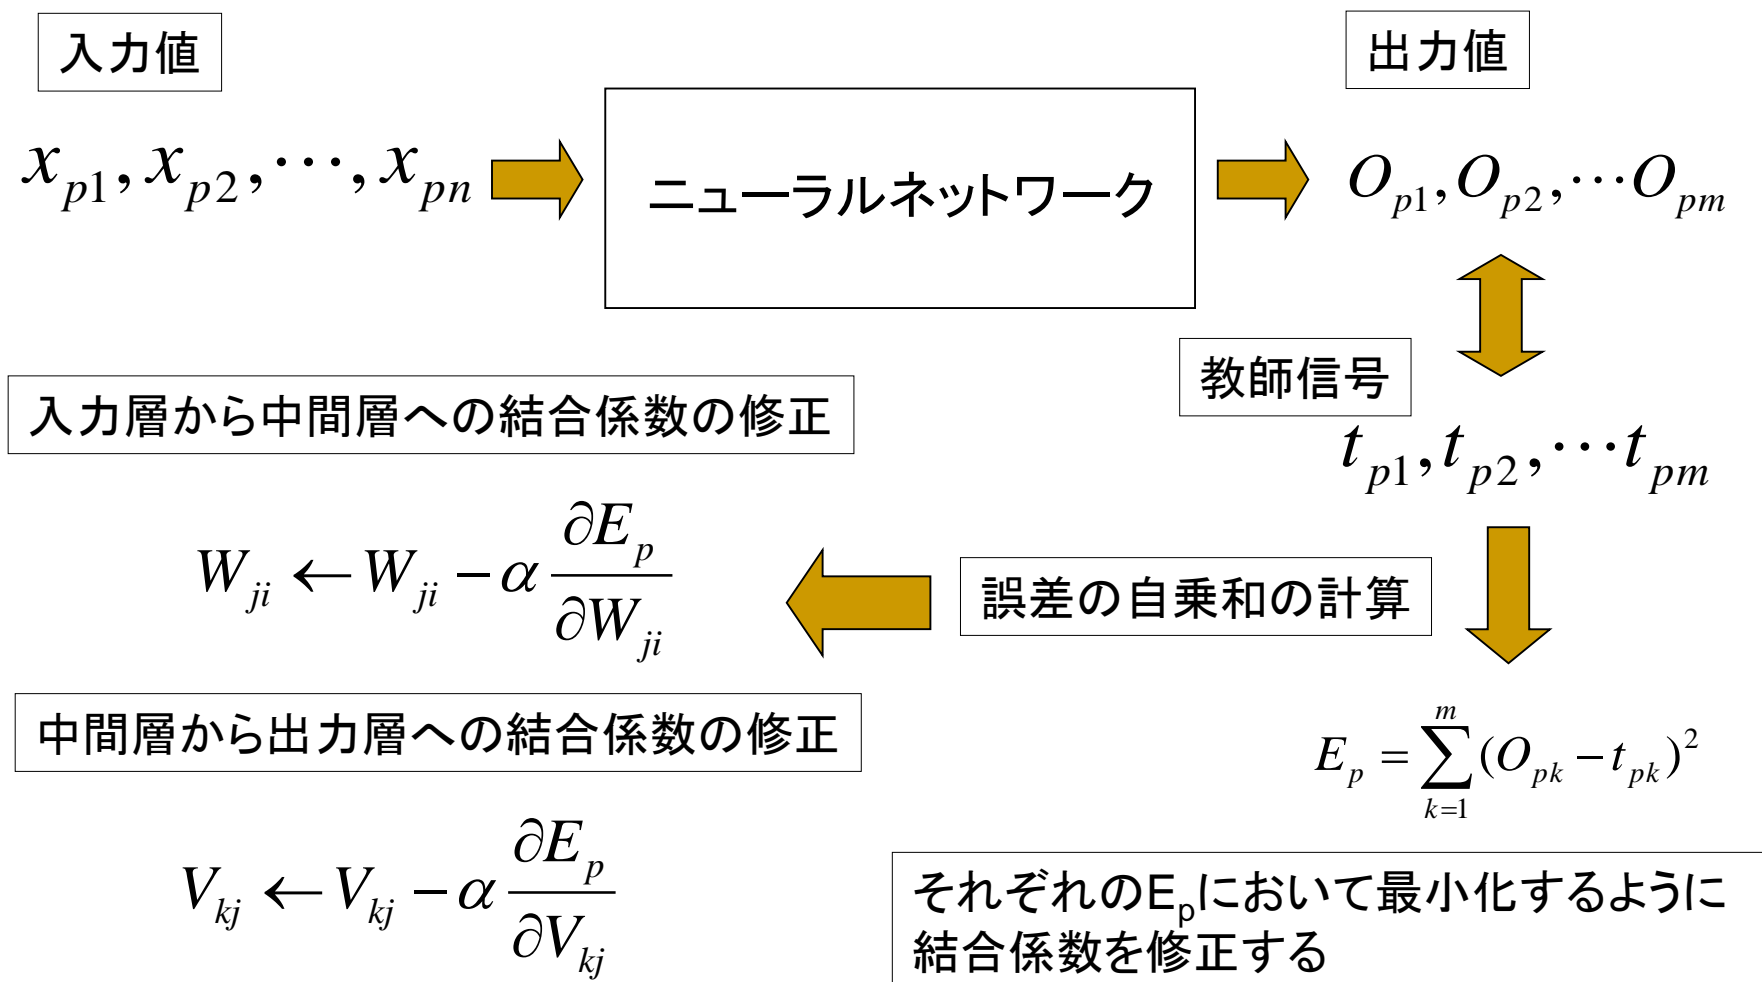 入力値
出力値
x_{p1}, x_{p2}, ⋯, x_{pn}
ニューラルネットワーク
O_{p1}, O_{p2}, ⋯O_{pm}
教師信号
t_{p1}, t_{p2}, ⋯t_{pm}
入力層から中間層への結合係数の修正
W_{ji} ← W_{ji} − α \frac{∂E_p}{∂W_{ji}}
誤差の自乗和の計算
中間層から出力層への結合係数の修正
E_p = \sum_{k=1}^{m} (O_{pk} − t_{pk})^2
V_{kj} ← V_{kj} − α \frac{∂E_p}{∂V_{kj}}
それぞれのE_pにおいて最小化するように
結合係数を修正する